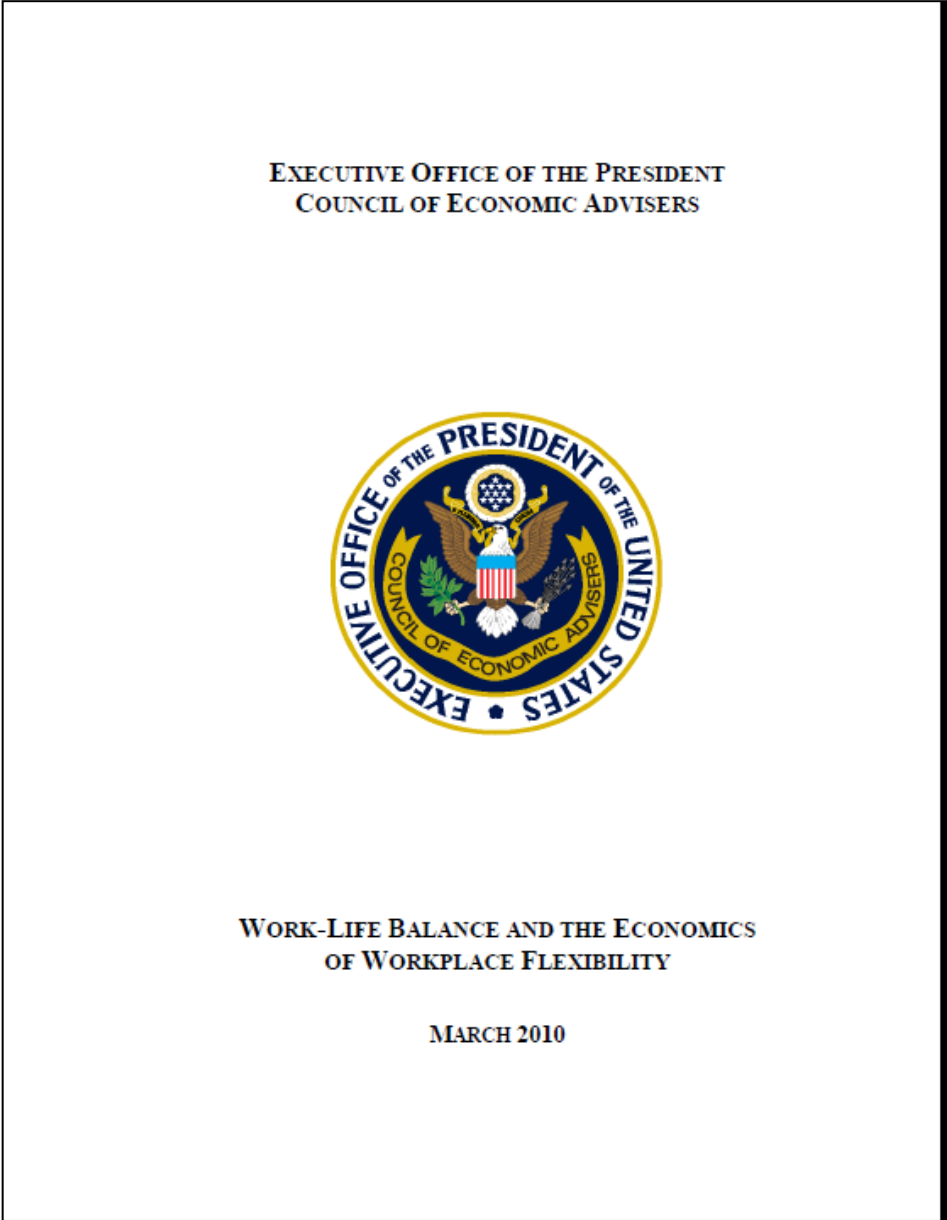 EXECUTIVE OFFICE OF THE PRESIDENT
COUNCIL OF ECONOMIC ADVISERS
EXECUTIVE OFFICE OF THE PRESIDENT OF THE UNITED STATES
COUNCIL OF ECONOMIC ADVISERS
WORK-LIFE BALANCE AND THE ECONOMICS
OF WORKPLACE FLEXIBILITY
MARCH 2010